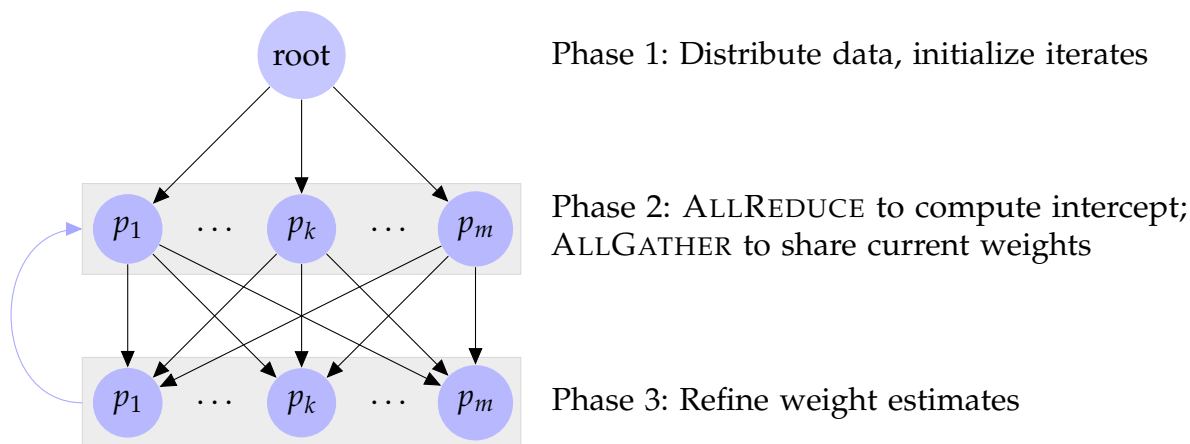 root
Phase 1: Distribute data, initialize iterates
p₁ ··· pₖ ··· pₘ
Phase 2: ALLREDUCE to compute intercept;
ALLGATHER to share current weights
p₁ ··· pₖ ··· pₘ
Phase 3: Refine weight estimates